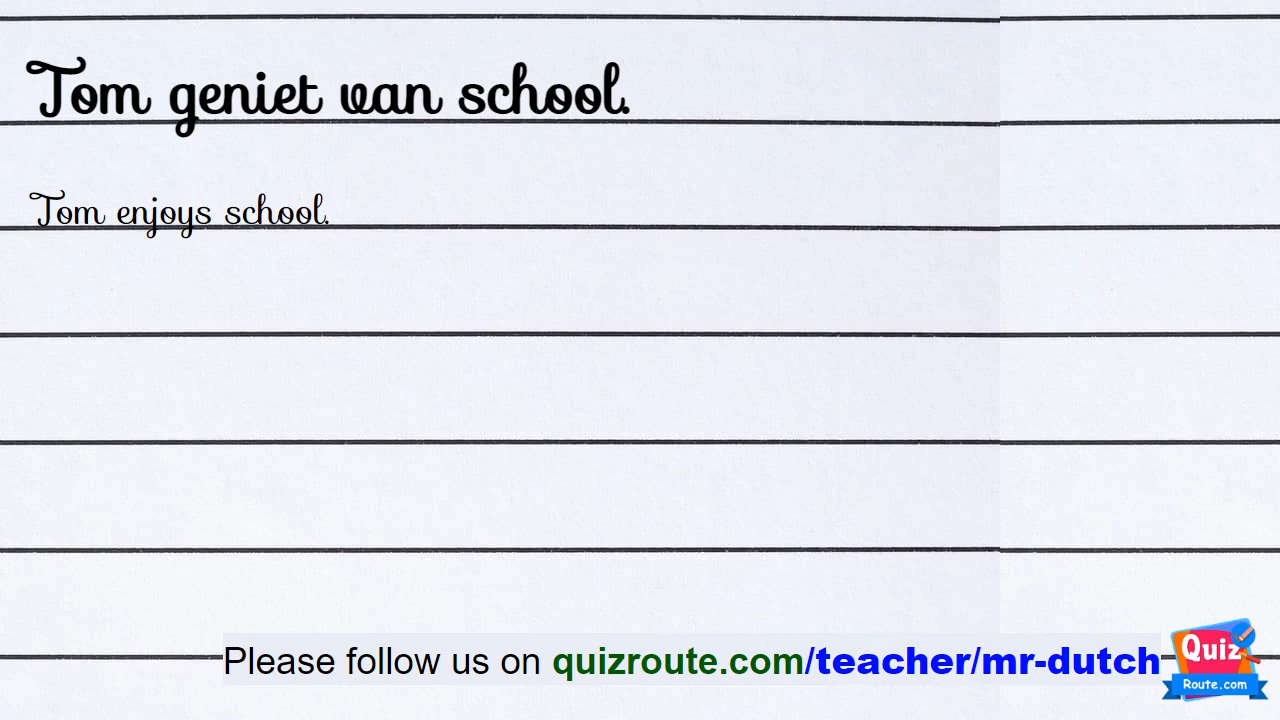 Tom geniet van school.
Tom enjoys school.
Please follow us on quizroute.com/teacher/mr-dutch
Quiz
Route.com